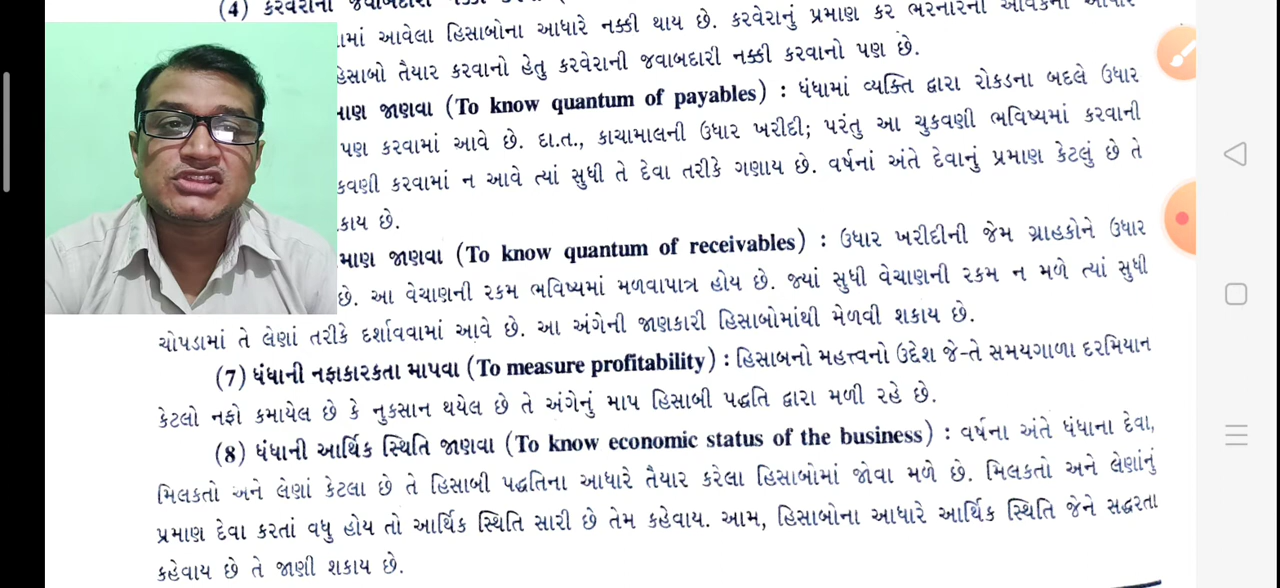 (4) કરવેરાની જવાબદારી
આવેલા હિસાબોના આધારે નક્કી થાય છે. કરવેરાનું પ્રમાણ કર ભરનારની
હિસાબો તૈયાર કરવાનો હેતુ કરવેરાની જવાબદારી નક્કી કરવાનો પણ છે.
જાણવા (To know quantum of payables) : ધંધામાં વ્યક્તિ દ્વારા રોકડના બદલે ઉધાર
પણ કરવામાં આવે છે. દા.ત., કાચામાલની ઉધાર ખરીદી; પરંતુ આ ચુકવણી ભવિષ્યમાં કરવાની
કવણી કરવામાં ન આવે ત્યાં સુધી તે દેવા તરીકે ગણાય છે. વર્ષનાં અંતે દેવાનું પ્રમાણ કેટલું છે તે
કાય છે.
માણ જાણવા (To know quantum of receivables) : ઉધાર ખરીદીની જેમ ગ્રાહકોને ઉધાર
છે. આ વેચાણની રકમ ભવિષ્યમાં મળવાપાત્ર હોય છે. જ્યાં સુધી વેચાણની રકમ ન મળે ત્યાં સુધી
ચોપડામાં તે લેણાં તરીકે દર્શાવવામાં આવે છે. આ અંગેની જાણકારી હિસાબોમાંથી મેળવી શકાય છે.
(7) ધંધાની નફાકારકતા માપવા (To measure profitability) : હિસાબનો મહત્ત્વનો ઉદ્દેશ જે-તે સમયગાળા દરમિયાન
કેટલો નફો કમાયેલ છે કે નુકસાન થયેલ છે તે અંગેનું માપ હિસાબી પદ્ધતિ દ્વારા મળી રહે છે.
(8) ધંધાની આર્થિક સ્થિતિ જાણવા (To know economic status of the business) : વર્ષના અંતે ધંધાના દેવા,
મિલકતો અને લેણાં કેટલા છે તે હિસાબી પદ્ધતિના આધારે તૈયાર કરેલા હિસાબોમાં જોવા મળે છે. મિલકતો અને લેણાંનું
પ્રમાણ દેવા કરતાં વધુ હોય તો આર્થિક સ્થિતિ સારી છે તેમ કહેવાય. આમ, હિસાબોના આધારે આર્થિક સ્થિતિ જેને સદ્ધરતા
કહેવાય છે તે જાણી શકાય છે.